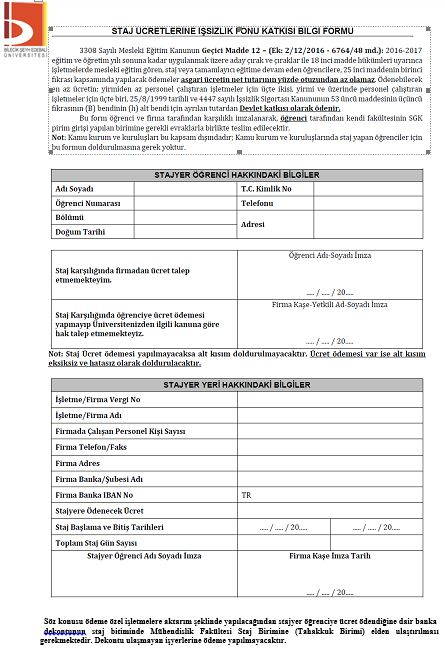 BİLECİK ŞEYH EDEBALİ
ÜNİVERSİTESİ
STAJ ÜCRETLERİNE İŞSİZLİK FONU KATKISI BİLGİ FORMU
3308 Sayılı Mesleki Eğitim Kanunun Geçici Madde 12 – (Ek: 2/12/2016 - 6764/48 md.): 2016-2017
eğitim ve öğretim yılı sonuna kadar uygulanmak üzere aday çırak ve çıraklar ile 18 inci madde hükümleri uyarınca
işletmelerde mesleki eğitim gören, staj veya tamamlayıcı eğitime devam eden öğrencilere, 25 inci maddenin birinci
fıkrası kapsamında yapılacak ödemeler asgari ücretin net tutarının yüzde otuzundan az olamaz. Ödenebilecek
en az ücretin; yirmiden az personel çalıştıran işletmeler için üçte ikisi, yirmi ve üzerinde personel çalıştıran
işletmeler için üçte biri, 25/8/1999 tarihli ve 4447 sayılı İşsizlik Sigortası Kanununun 53 üncü maddesinin üçüncü
fıkrasının (B) bendinin (h) alt bendi için ayrılan tutardan Devlet katkısı olarak ödenir.
Bu form öğrenci ve firma tarafından karşılıklı imzalanarak, öğrenci tarafından kendi fakültesinin SGK
pirim girişi yapılan birimine gerekli evraklarla birlikte teslim edilecektir.
Not: Kamu kurum ve kuruluşları bu kapsam dışındadır; Kamu kurum ve kuruluşlarında staj yapan öğrenciler için
bu formun doldurulmasına gerek yoktur.
STAJYER ÖĞRENCİ HAKKINDAKİ BİLGİLER
Adı Soyadı T.C. Kimlik No
Öğrenci Numarası Telefonu
Bölümü Adresi
Doğum Tarihi
Öğrenci Adı-Soyadı İmza
Staj karşılığında firmadan ücret talep
etmemekteyim.
.... / .... / 20....
Firma Kaşe-Yetkili Ad-Soyadı İmza
Staj Karşılığında öğrenciye ücret ödemesi
yapmayıp Üniversitenizden ilgili kanuna göre
hak talep etmemekteyiz.
.... / .... / 20....
Not: Staj Ücret ödemesi yapılmayacaksa alt kısım doldurulmayacaktır. Ücret ödemesi var ise alt kısım
eksiksiz ve hatasız olarak doldurulacaktır.
STAJYER YERİ HAKKINDAKİ BİLGİLER
İşletme/Firma Vergi No
İşletme/Firma Adı
Firmada Çalışan Personel Kişi Sayısı
Firma Telefon/Faks
Firma Adres
Firma Banka/Şubesi Adı
Firma Banka IBAN No TR
Stajyere Ödenecek Ücret
Staj Başlama ve Bitiş Tarihleri .... / .... / 20..... .... / .... / 20.....
Toplam Staj Gün Sayısı
Stajyer Öğrenci Adı Soyadı İmza Firma Kaşe İmza Tarih
.... / .... / 20.....
Söz konusu ödeme özel işletmelere aktarım şeklinde yapılacağından stajyer öğrenciye ücret ödendiğine dair banka
dekontunun staj bitiminde Mühendislik Fakültesi Staj Birimine (Tahakkuk Birimi) elden ulaştırılması
gerekmektedir. Dekontu ulaşmayan işyerlerine ödeme yapılmayacaktır.